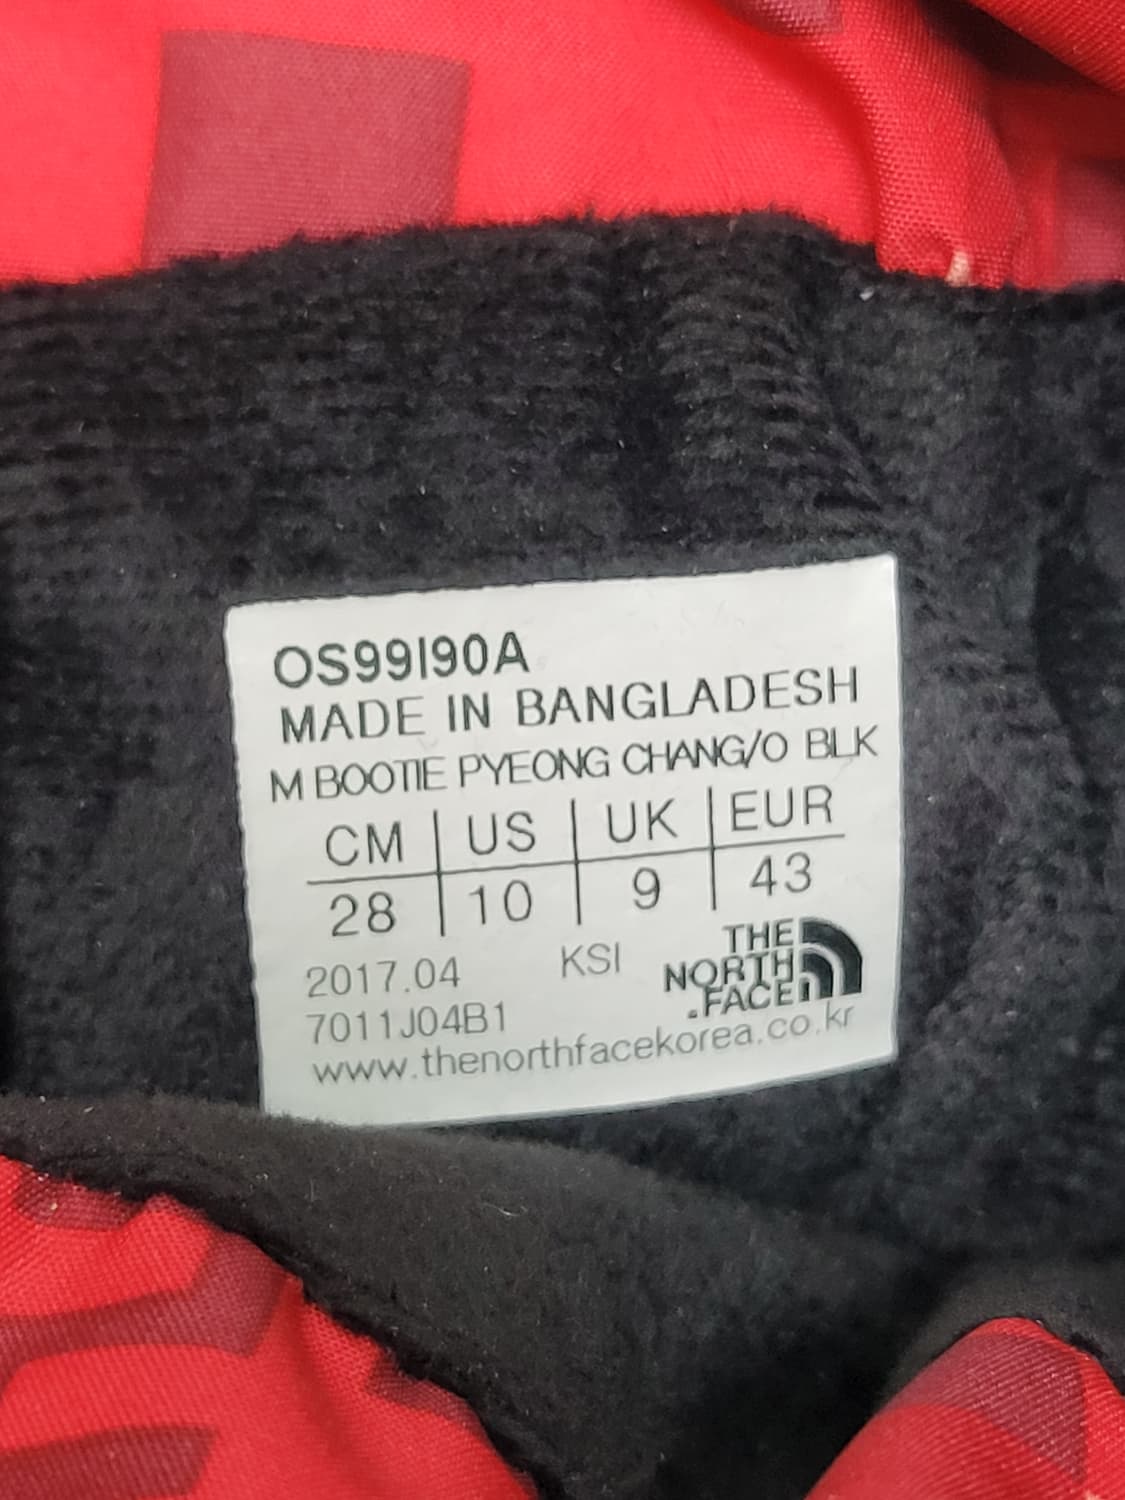 OS99I90A
MADE IN BANGLADESH
M BOOTIE PYEONG CHANG/O BLK
CM US UK EUR
28 10 9 43
2017.04 KSI
7011J04B1
THE
NORTH
FACE
www.thenorthfacekorea.co.kr